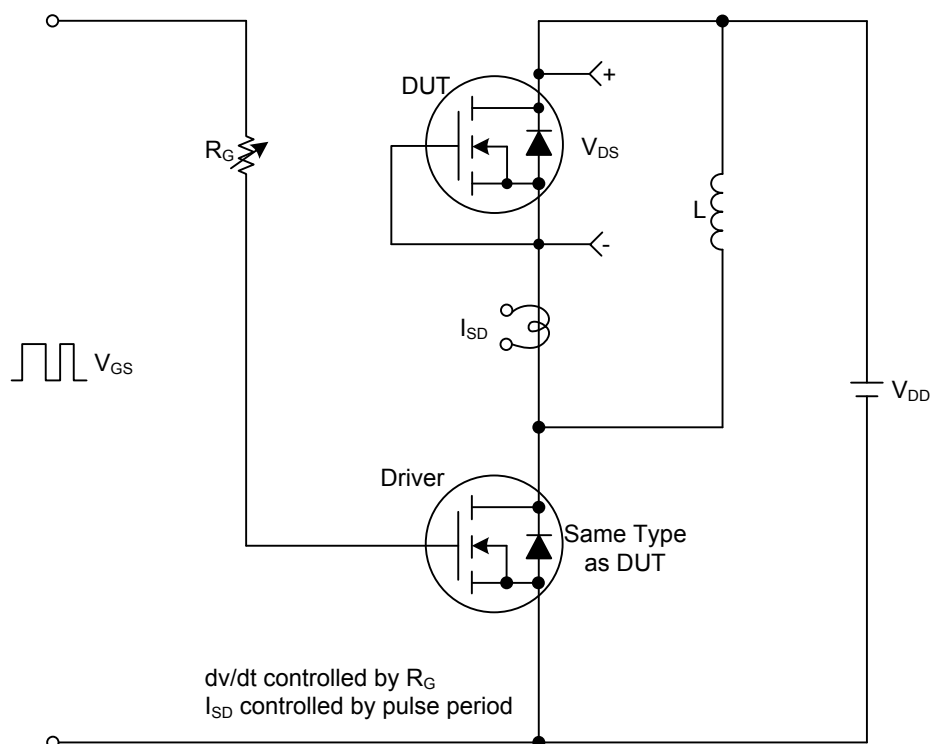 DUT
+
R_G
V_DS
L
-
I_SD
V_GS
V_DD
Driver
Same Type
as DUT
dv/dt controlled by R_G
I_SD controlled by pulse period